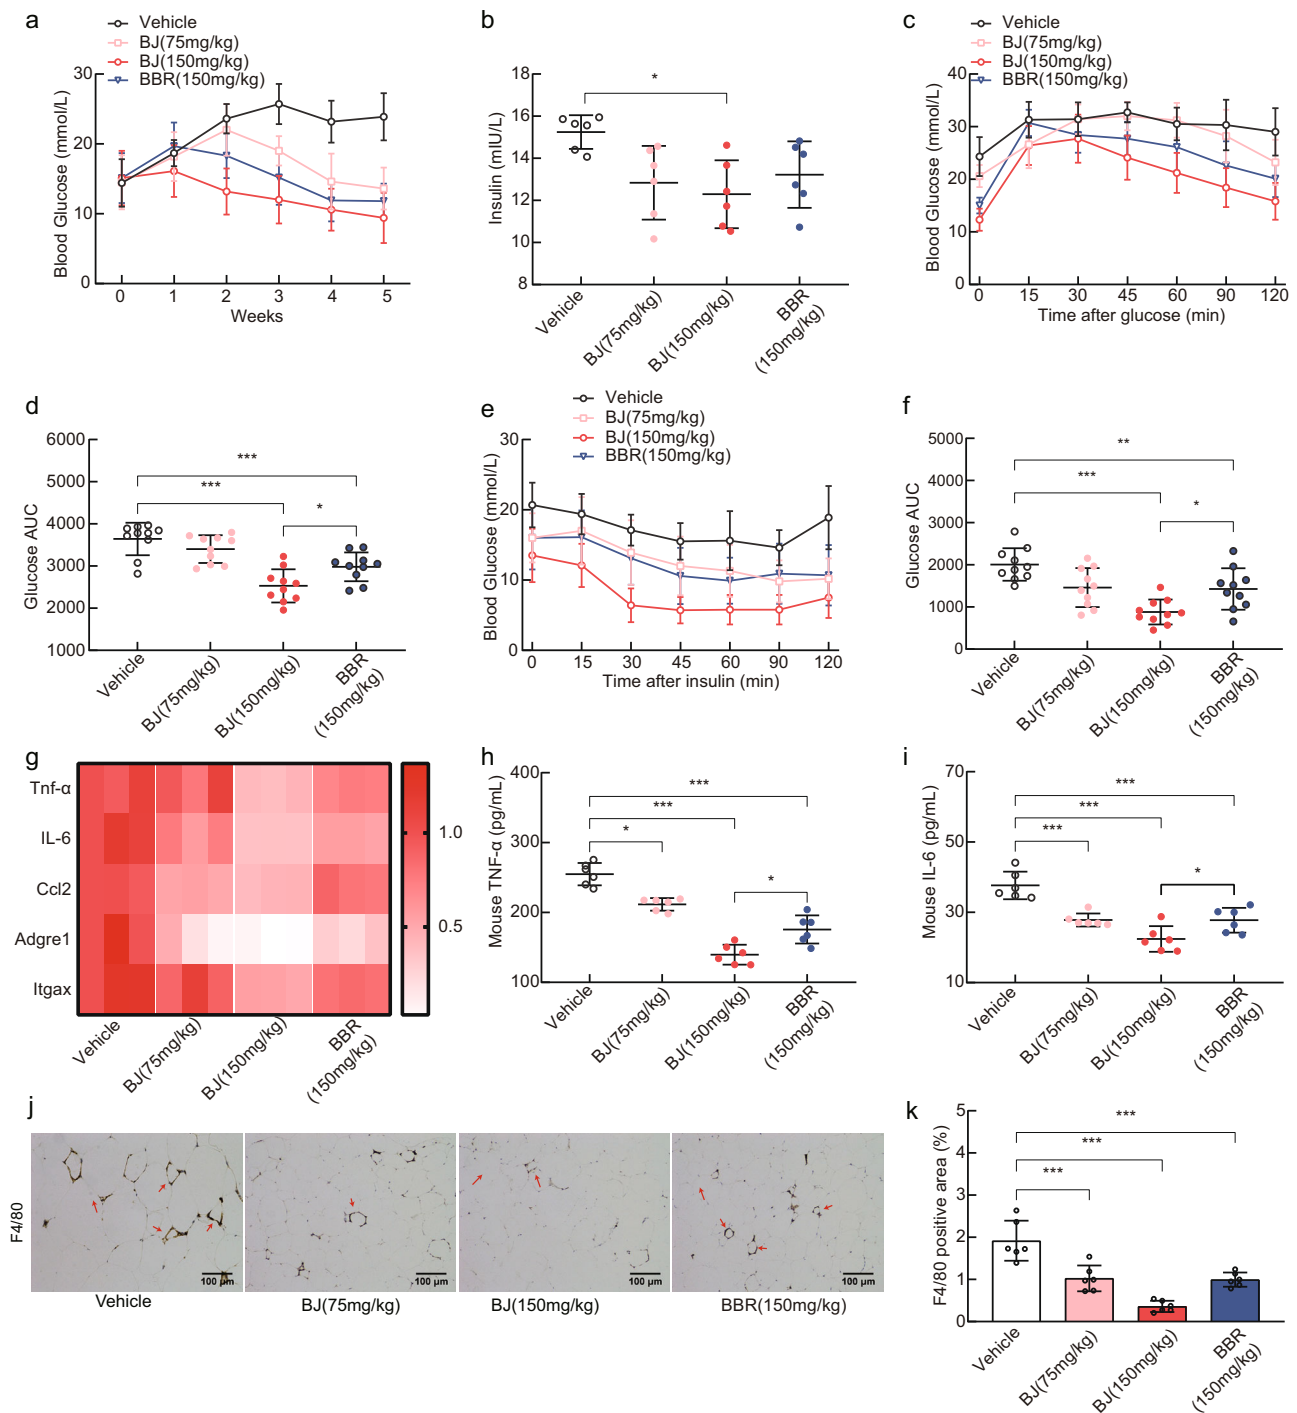 a
Vehicle
BJ(75mg/kg)
BJ(150mg/kg)
BBR(150mg/kg)
Blood Glucose (mmol/L)
30
20
10
0
0 1 2 3 4 5
Weeks
b
Insulin (mIU/L)
18
16
14
12
10
8
*
Vehicle
BJ(75mg/kg)
BJ(150mg/kg)
BBR
(150mg/kg)
c
Vehicle
BJ(75mg/kg)
BJ(150mg/kg)
BBR(150mg/kg)
Blood Glucose (mmol/L)
40
30
20
10
0
0 15 30 45 60 90 120
Time after glucose (min)
d
Glucose AUC
6000
5000
4000
3000
2000
1000
***
***
*
Vehicle
BJ(75mg/kg)
BJ(150mg/kg)
BBR
(150mg/kg)
e
Vehicle
BJ(75mg/kg)
BJ(150mg/kg)
BBR(150mg/kg)
Blood Glucose (mmol/L)
30
20
10
0
0 15 30 45 60 90 120
Time after insulin (min)
f
Glucose AUC
5000
4000
3000
2000
1000
0
**
***
*
Vehicle
BJ(75mg/kg)
BJ(150mg/kg)
BBR
(150mg/kg)
g
Tnf-α
IL-6
Ccl2
Adgre1
Itgax
1.0
0.5
Vehicle
BJ(75mg/kg)
BJ(150mg/kg)
BBR
(150mg/kg)
h
Mouse TNF-α (pg/mL)
400
300
200
100
***
***
*
*
Vehicle
BJ(75mg/kg)
BJ(150mg/kg)
BBR
(150mg/kg)
i
Mouse IL-6 (pg/mL)
70
50
30
10
***
***
***
*
Vehicle
BJ(75mg/kg)
BJ(150mg/kg)
BBR
(150mg/kg)
j
F4/80
100 μm
100 μm
100 μm
100 μm
Vehicle
BJ(75mg/kg)
BJ(150mg/kg)
BBR(150mg/kg)
k
F4/80 positive area (%)
5
4
3
2
1
0
***
***
***
Vehicle
BJ(75mg/kg)
BJ(150mg/kg)
BBR
(150mg/kg)